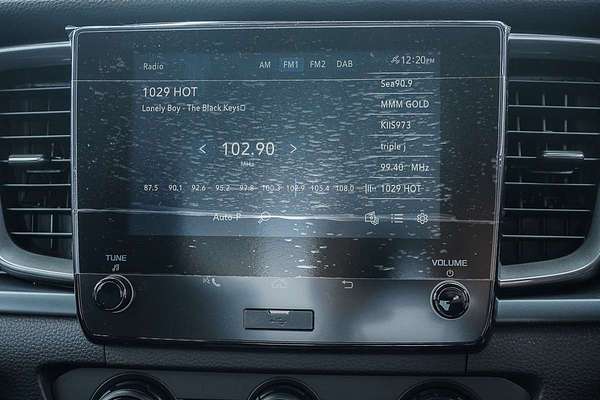 Radio AM FM1 FM2 DAB 12:20PM
1029 HOT
Lonely Boy - The Black Keys
102.90
MHz
87.5 90.1 92.6 95.2 97.8 100.3 102.9 105.4 108.0
Sea90.9
MMM GOLD
KIIS973
triple j
99.40 MHz
1029 HOT
Auto-P
TUNE
VOLUME